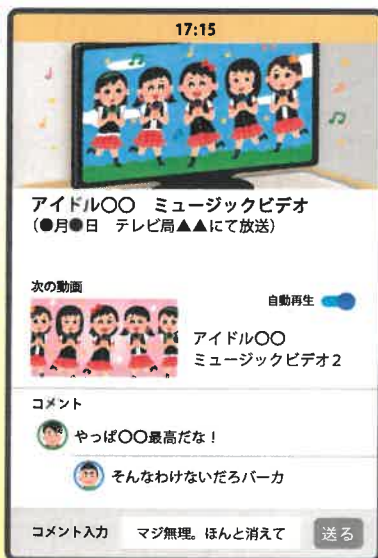 17:15
アイドル〇〇　ミュージックビデオ
（●月●日　テレビ局▲▲にて放送）
次の動画
自動再生
アイドル〇〇
ミュージックビデオ2
コメント
やっぱ〇〇最高だな！
そんなわけないだろバーカ
コメント入力
マジ無理。ほんと消えて
送る